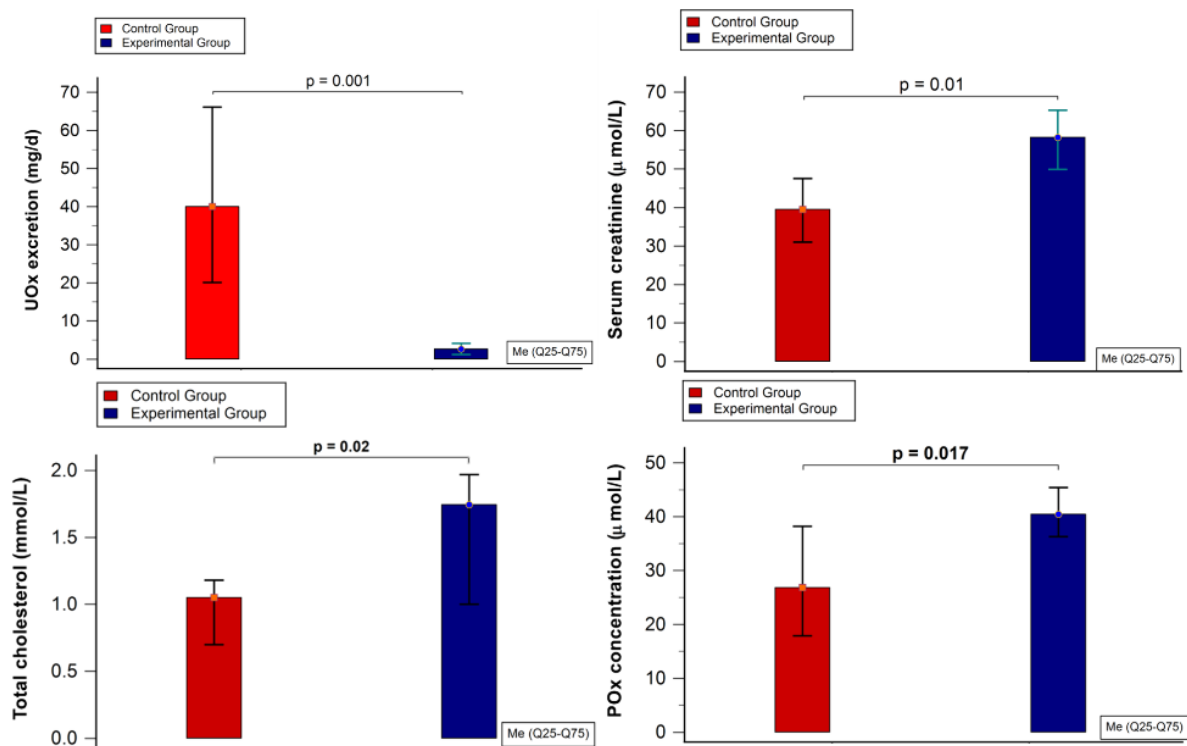 Control Group
Experimental Group
p = 0.001
UOx excretion (mg/d)
70
60
50
40
30
20
10
0
Me (Q25-Q75)
Control Group
Experimental Group
p = 0.01
Serum creatinine (μ mol/L)
70
60
50
40
30
20
10
0
Me (Q25-Q75)
Control Group
Experimental Group
p = 0.02
Total cholesterol (mmol/L)
2.0
1.5
1.0
0.5
0.0
Me (Q25-Q75)
Control Group
Experimental Group
p = 0.017
POx concentration (μ mol/L)
50
40
30
20
10
0
Me (Q25-Q75)